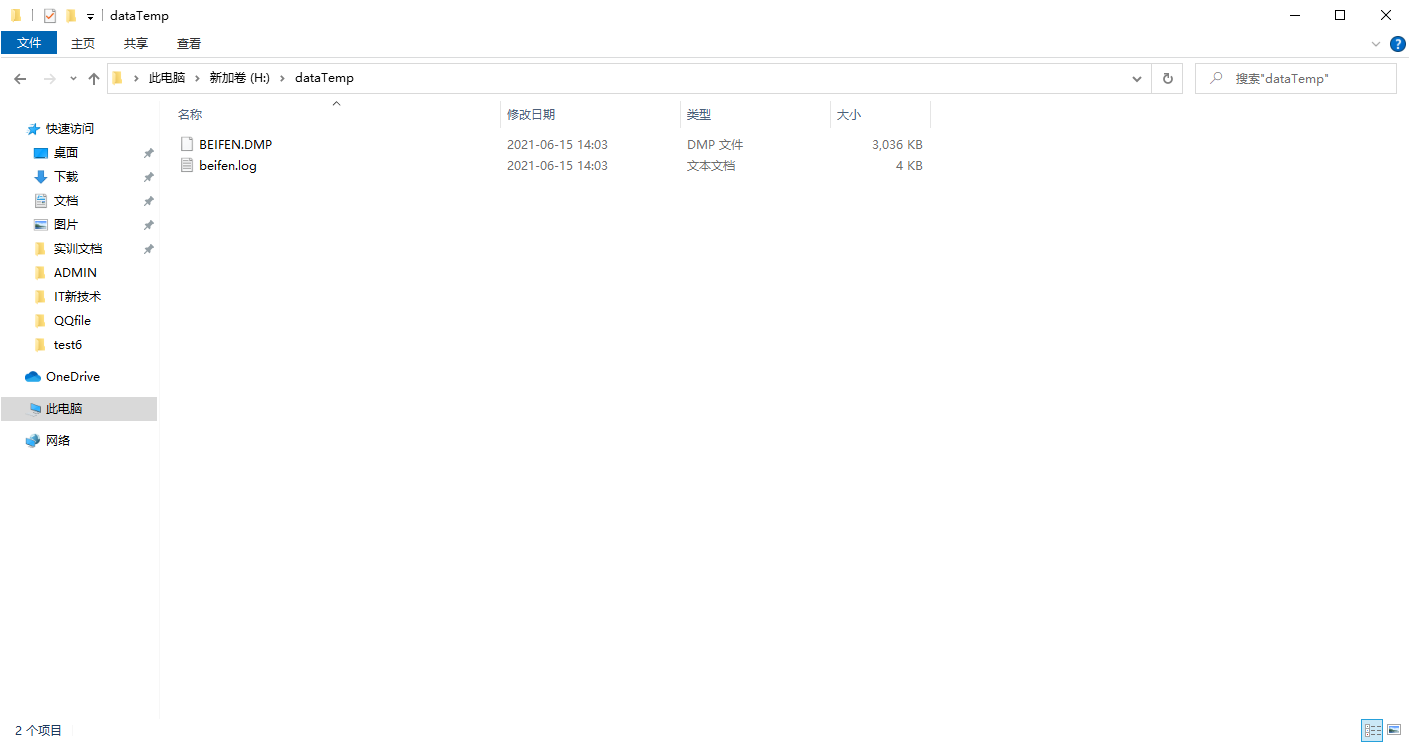 dataTemp
文件 主页 共享 查看
此电脑 新加卷 (H:) dataTemp
搜索"dataTemp"
名称 修改日期 类型 大小
BEIFEN.DMP 2021-06-15 14:03 DMP 文件 3,036 KB
beifen.log 2021-06-15 14:03 文本文档 4 KB
快速访问
桌面
下载
文档
图片
实训文档
ADMIN
IT新技术
QQfile
test6
OneDrive
此电脑
网络
2 个项目